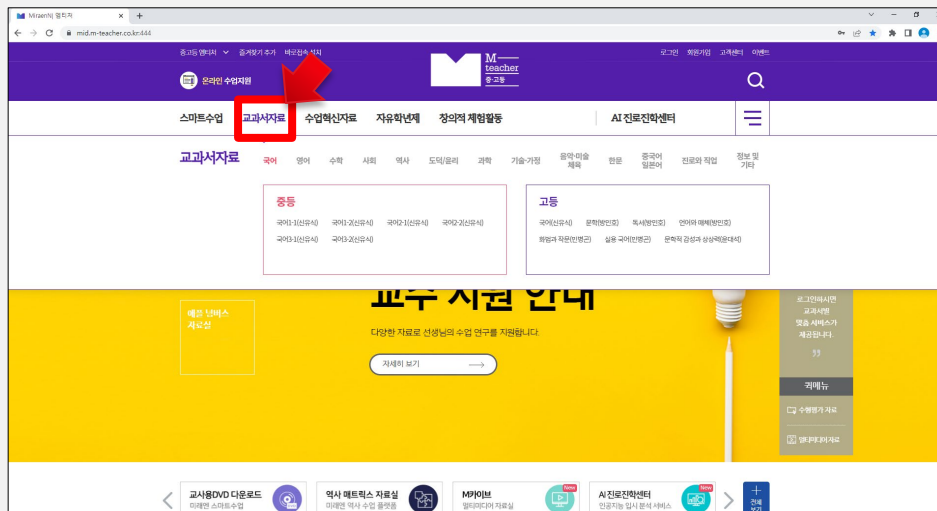 MiraenN| 엠티처
mid.m-teacher.co.kr:444
중고등 엠티처 즐겨찾기 추가 바로접속 설치
로그인 회원가입 고객센터 이벤트
온라인 수업지원
M
teacher
중·고등
스마트수업 교과서자료 수업혁신자료 자유학년제 창의적 체험활동 AI 진로진학센터
교과서자료 국어 영어 수학 사회 역사 도덕/윤리 과학 기술·가정 음악·미술 체육 한문 중국어 일본어 진로와 직업 정보 및 기타
중등
국어1-1(신유식) 국어1-2(신유식) 국어2-1(신유식) 국어2-2(신유식)
국어3-1(신유식) 국어3-2(신유식)
고등
국어(신유식) 문학(방민호) 독서(방민호) 언어와 매체(방민호)
화법과 작문(민병곤) 실용 국어(민병곤) 문학적 감성과 상상력(윤대석)
교수 지원 안내
다양한 자료로 선생님의 수업 연구를 지원합니다.
자세히 보기
자료실
로그인하시면
교과서별
맞춤 서비스가
제공됩니다.
퀵메뉴
수행평가 자료
멀티미디어 자료
교사용DVD 다운로드
미래엔 스마트수업
역사 매트릭스 자료실
미래엔 역사 수업 플랫폼
M카이브
멀티미디어 자료실
New
AI 진로진학센터
인공지능 입시 분석 서비스
New
전체
보기